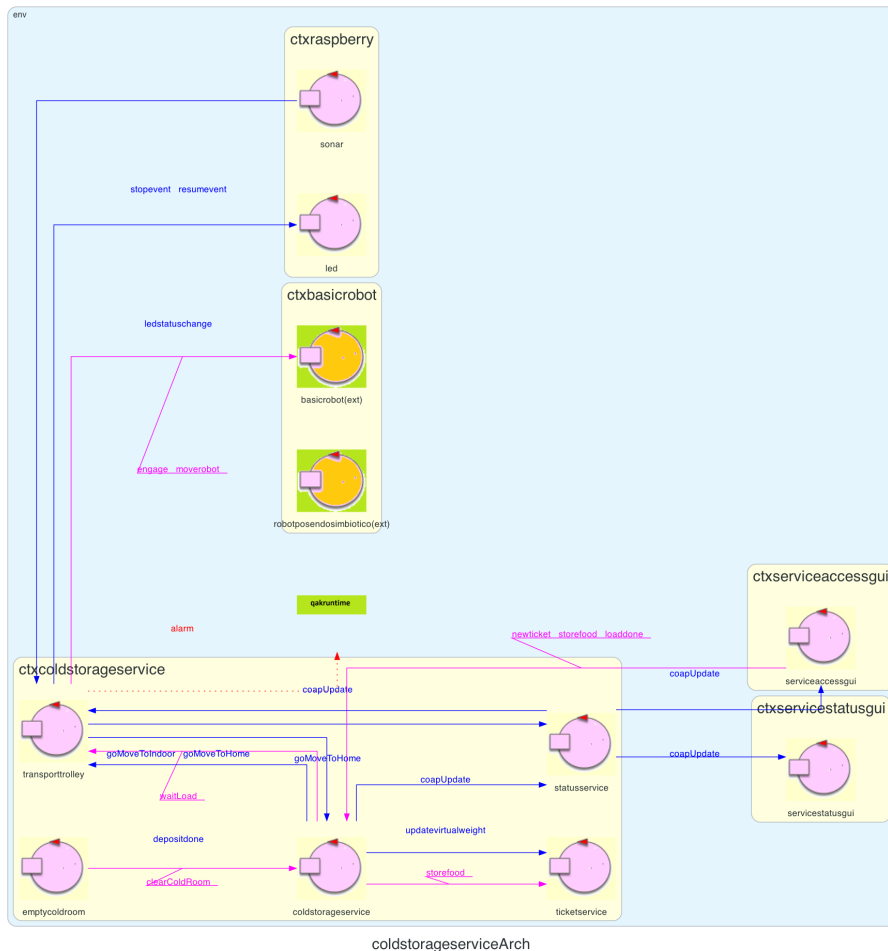 env
ctxraspberry
sonar
stopevent resumevent
led
ctxbasicrobot
ledstatuschange
basicrobot(ext)
engage moverobot
robotposendosimbiotico(ext)
ctxserviceaccessgui
qakruntime
alarm
newticket storefood loaddone
ctxcoldstorageservice
coapUpdate
serviceaccessgui
coapUpdate
ctxservicestatusgui
goMoveToIndoor goMoveToHome
goMoveToHome
coapUpdate
transporttrolley
statusservice
coapUpdate
waitLoad
servicestatusgui
updatevirtualweight
depositdone
storefood
clearColdRoom
emptycoldroom
coldstorageservice
ticketservice
coldstorageserviceArch